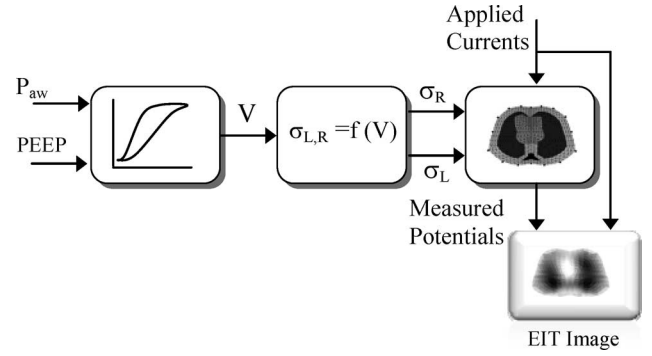 Applied
Currents
P_aw
PEEP
V
σ_L,R =f (V)
σ_R
σ_L
Measured
Potentials
EIT Image